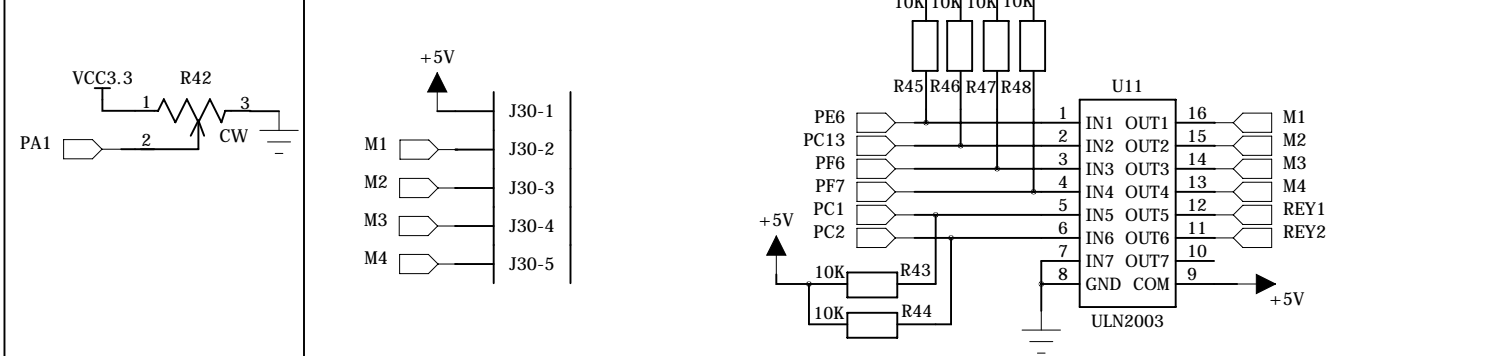 VCC3.3 R42
1 3
PA1 2 CW
+5V
J30-1
M1 J30-2
M2 J30-3
M3 J30-4
M4 J30-5
10K 10K 10K 10K
R45 R46 R47 R48
U11
PE6 1 IN1 OUT1 16 M1
PC13 2 IN2 OUT2 15 M2
PF6 3 IN3 OUT3 14 M3
PF7 4 IN4 OUT4 13 M4
PC1 5 IN5 OUT5 12 REY1
PC2 6 IN6 OUT6 11 REY2
7 IN7 OUT7 10
8 GND COM 9
+5V
+5V
10K R43
10K R44
ULN2003